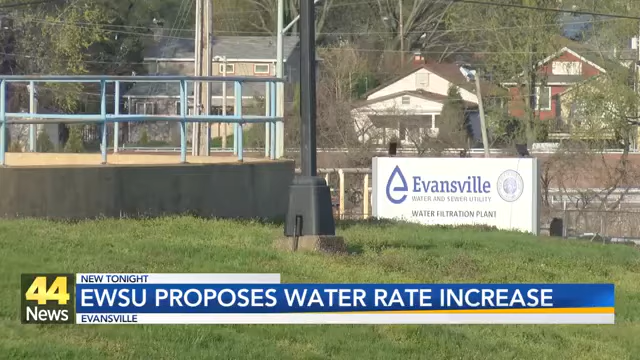 Evansville
WATER AND SEWER UTILITY
WATER FILTRATION PLANT
NEW TONIGHT
44
News
EWSU PROPOSES WATER RATE INCREASE
EVANSVILLE